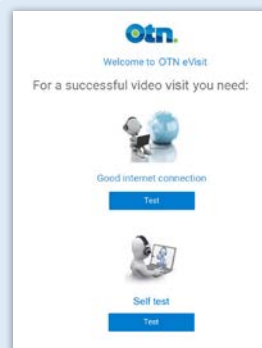 otn.
Welcome to OTN eVisit
For a successful video visit you need:
Good internet connection
Test
Self test
Test